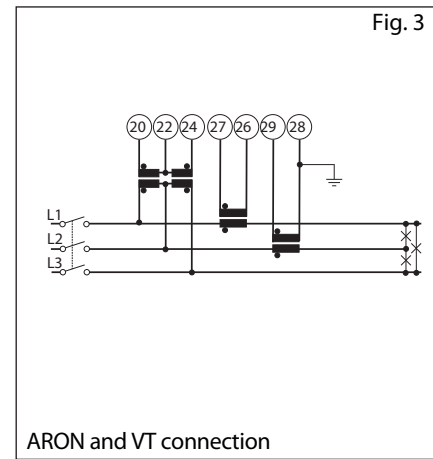 Fig. 3
20 22 24 27 26 29 28
L1
L2
L3
ARON and VT connection